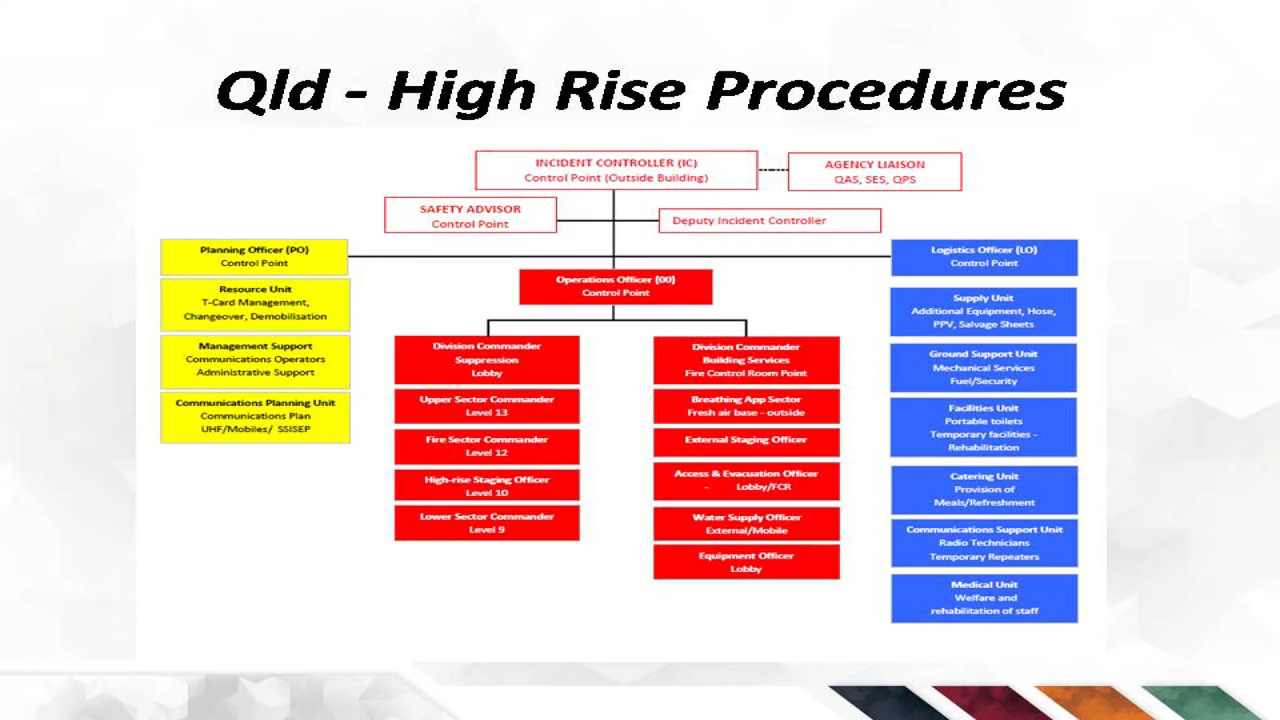 Qld - High Rise Procedures
INCIDENT CONTROLLER (IC)
Control Point (Outside Building)
AGENCY LIAISON
QAS, SES, QPS
SAFETY ADVISOR
Control Point
Deputy Incident Controller
Planning Officer (PO)
Control Point
Resource Unit
T-Card Management,
Changeover, Demobilisation
Management Support
Communications Operators
Administrative Support
Communications Planning Unit
Communications Plan
UHF/Mobiles/ SSISEP
Operations Officer (00)
Control Point
Division Commander
Suppression
Lobby
Upper Sector Commander
Level 13
Fire Sector Commander
Level 12
High-rise Staging Officer
Level 10
Lower Sector Commander
Level 9
Division Commander
Building Services
Fire Control Room Point
Breathing App Sector
Fresh air base - outside
External Staging Officer
Access & Evacuation Officer
- Lobby/FCR
Water Supply Officer
External/Mobile
Equipment Officer
Lobby
Logistics Officer (LO)
Control Point
Supply Unit
Additional Equipment, Hose,
PPV, Salvage Sheets
Ground Support Unit
Mechanical Services
Fuel/Security
Facilities Unit
Portable toilets
Temporary facilities -
Rehabilitation
Catering Unit
Provision of
Meals/Refreshment
Communications Support Unit
Radio Technicians
Temporary Repeaters
Medical Unit
Welfare and
rehabilitation of staff